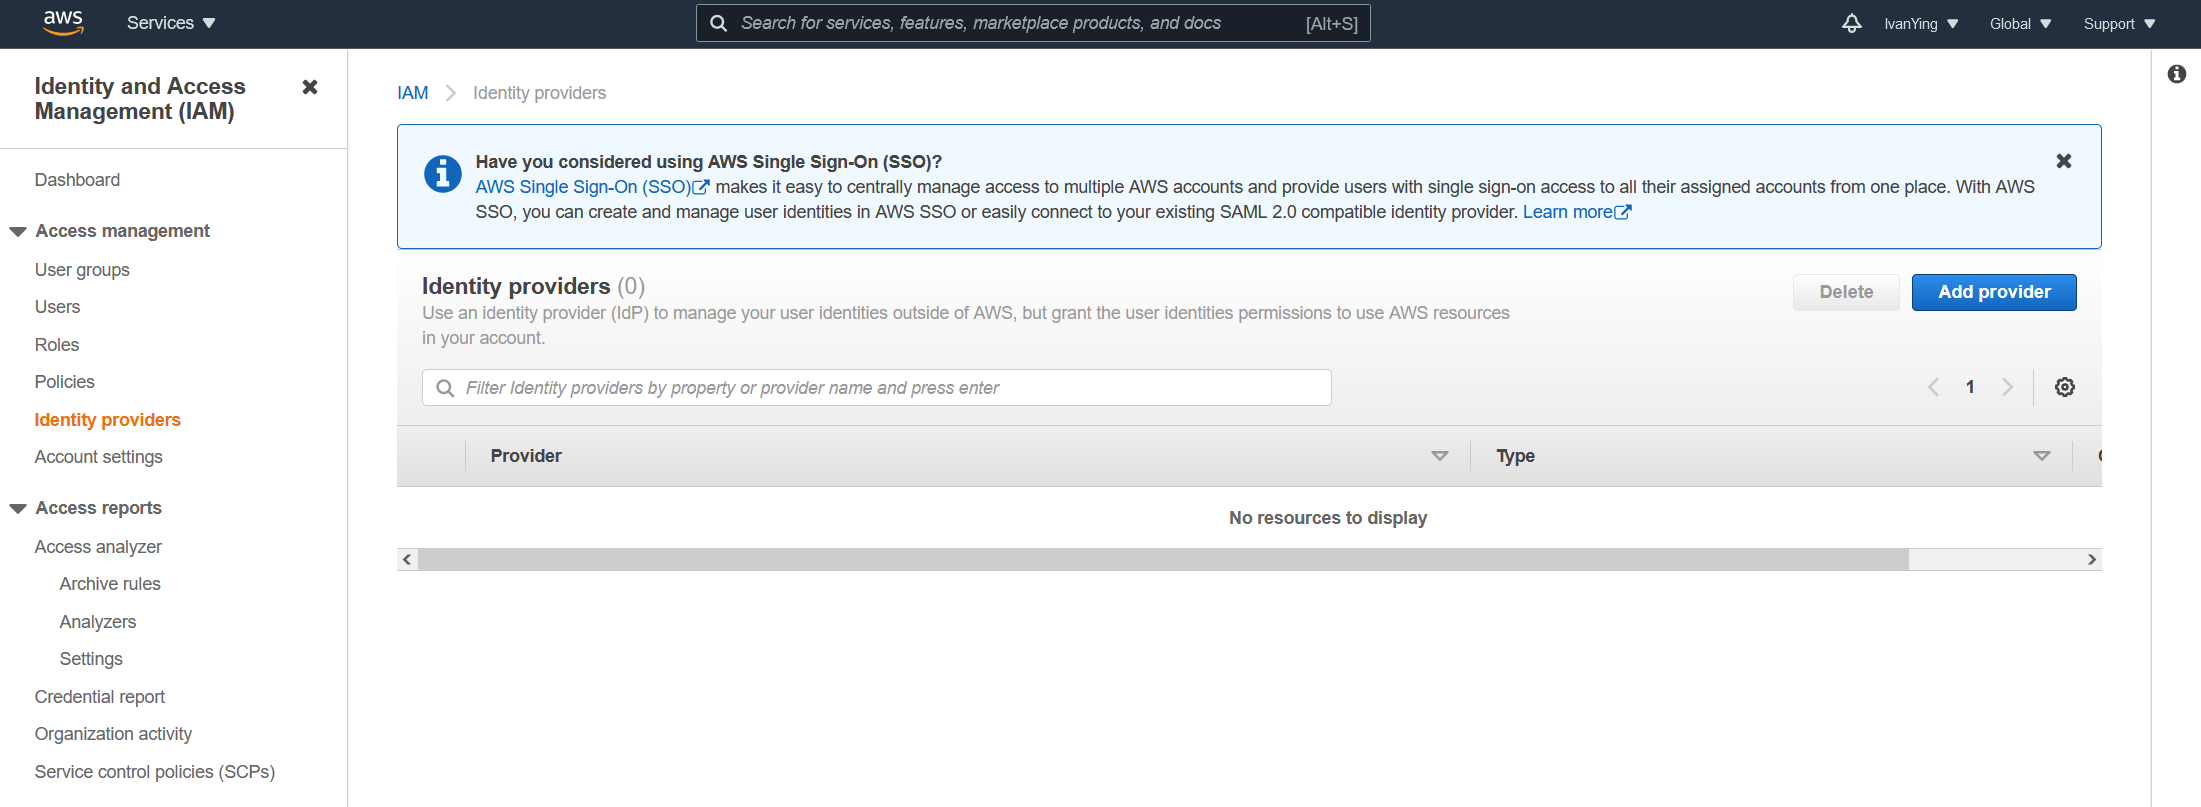 aws
Services
Search for services, features, marketplace products, and docs
[Alt+S]
IvanYing
Global
Support
Identity and Access
Management (IAM)
Dashboard
Access management
User groups
Users
Roles
Policies
Identity providers
Account settings
Access reports
Access analyzer
Archive rules
Analyzers
Settings
Credential report
Organization activity
Service control policies (SCPs)
IAM
Identity providers
Have you considered using AWS Single Sign-On (SSO)?
AWS Single Sign-On (SSO) makes it easy to centrally manage access to multiple AWS accounts and provide users with single sign-on access to all their assigned accounts from one place. With AWS
SSO, you can create and manage user identities in AWS SSO or easily connect to your existing SAML 2.0 compatible identity provider. Learn more
Identity providers (0)
Use an identity provider (IdP) to manage your user identities outside of AWS, but grant the user identities permissions to use AWS resources
in your account.
Delete
Add provider
Filter Identity providers by property or provider name and press enter
1
Provider
Type
No resources to display